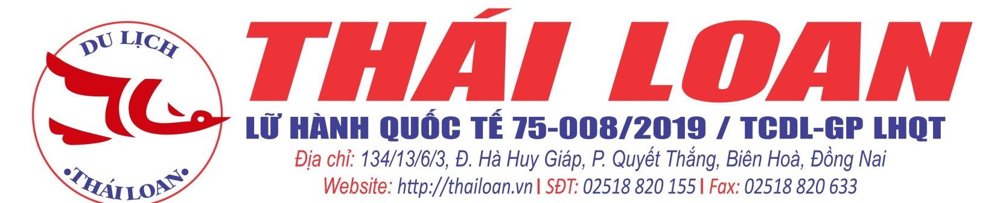 DU LỊCH
•THÁI LOAN•
THÁI LOAN
LỮ HÀNH QUỐC TẾ 75-008/2019 / TCDL-GP LHQT
Địa chỉ: 134/13/6/3, Đ. Hà Huy Giáp, P. Quyết Thắng, Biên Hoà, Đồng Nai
Website: http://thailoan.vn | SĐT: 02518 820 155 | Fax: 02518 820 633